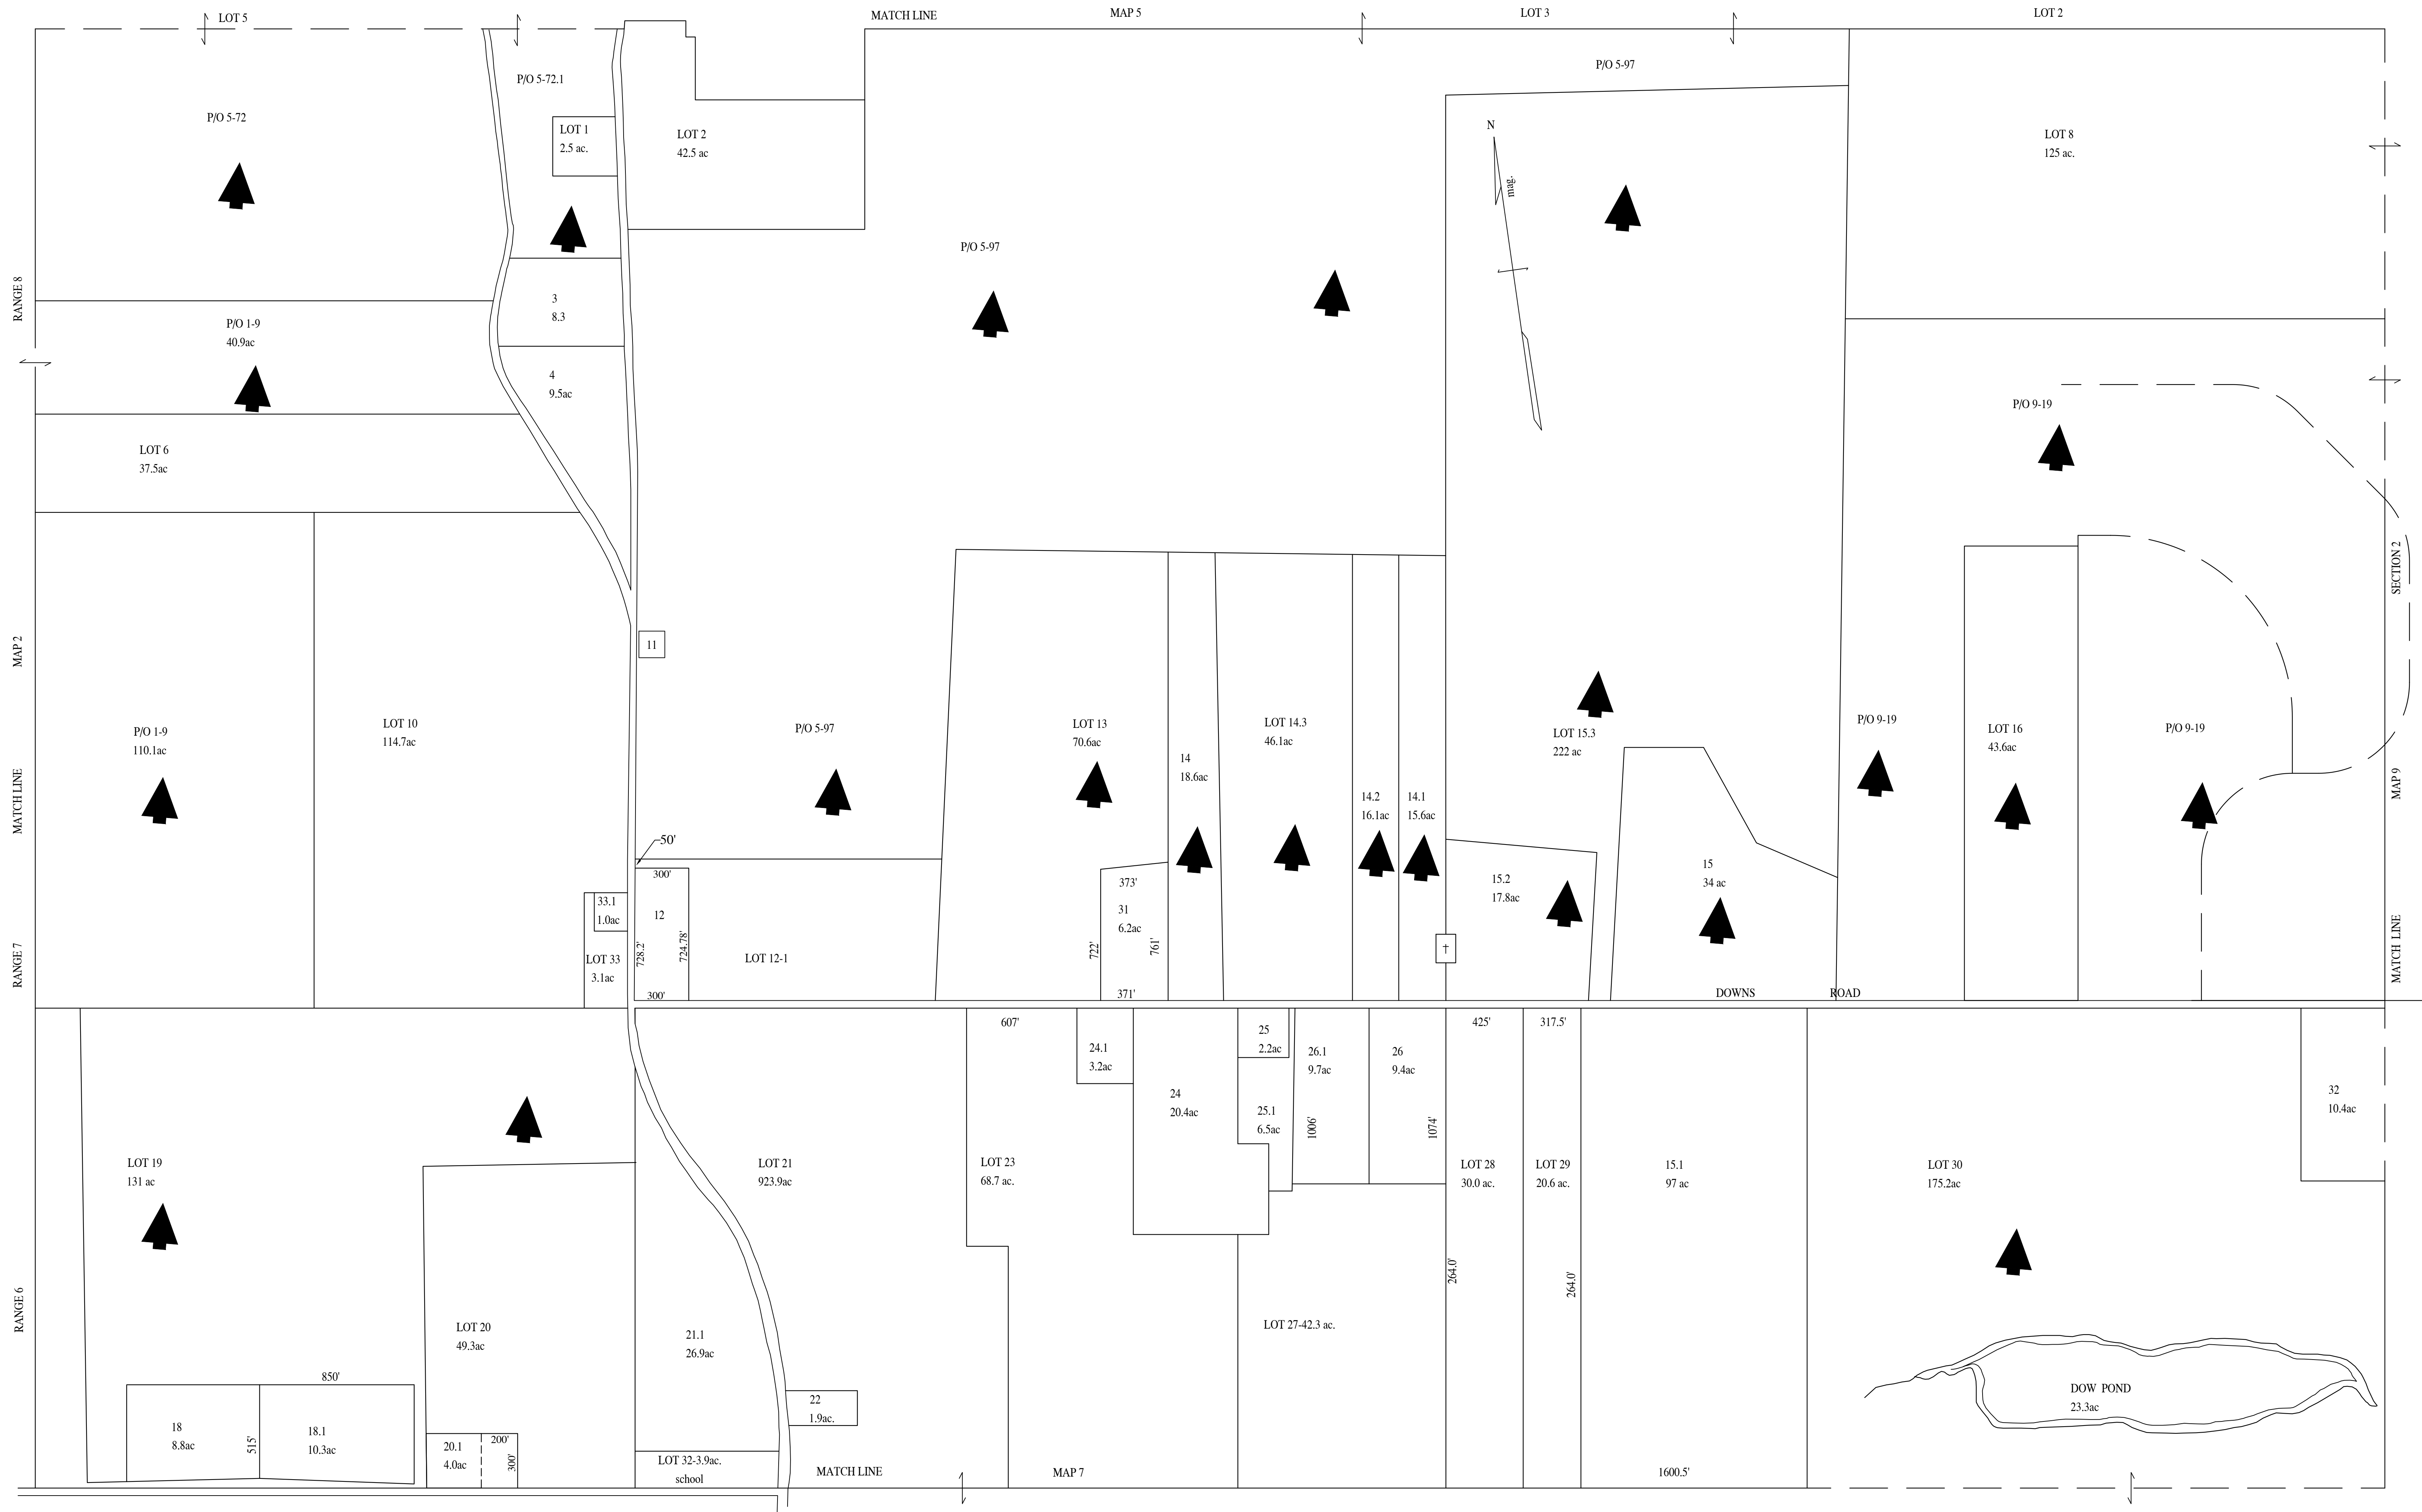 LOT 5
MATCH LINE
MAP 5
LOT 3
LOT 2
P/O 5-72
P/O 5-72.1
LOT 1
2.5 ac.
LOT 2
42.5 ac
P/O 5-97
P/O 5-97
N
mag.
LOT 8
125 ac.
RANGE 8
P/O 1-9
40.9ac
3
8.3
4
9.5ac
LOT 6
37.5ac
P/O 9-19
SECTION 2
MAP 2
11
P/O 1-9
110.1ac
LOT 10
114.7ac
P/O 5-97
LOT 13
70.6ac
14
18.6ac
LOT 14.3
46.1ac
14.2
16.1ac
14.1
15.6ac
LOT 15.3
222 ac
P/O 9-19
LOT 16
43.6ac
P/O 9-19
MATCH LINE
MAP 9
50'
300'
12
728.2'
724.78'
300'
33.1
1.0ac
LOT 33
3.1ac
LOT 12-1
373'
31
6.2ac
722'
761'
371'
15.2
17.8ac
15
34 ac
†
RANGE 7
MATCH LINE
DOWNS ROAD
607'
24.1
3.2ac
24
20.4ac
25
2.2ac
25.1
6.5ac
26.1
9.7ac
1006'
26
9.4ac
1074'
425'
317.5'
32
10.4ac
LOT 19
131 ac
LOT 21
923.9ac
LOT 23
68.7 ac.
LOT 28
30.0 ac.
LOT 29
20.6 ac.
15.1
97 ac
LOT 30
175.2ac
264.0'
264.0'
RANGE 6
LOT 20
49.3ac
21.1
26.9ac
LOT 27-42.3 ac.
850'
18
8.8ac
515'
18.1
10.3ac
20.1
4.0ac
200'
300'
22
1.9ac.
LOT 32-3.9ac.
school
DOW POND
23.3ac
MATCH LINE
MAP 7
1600.5'